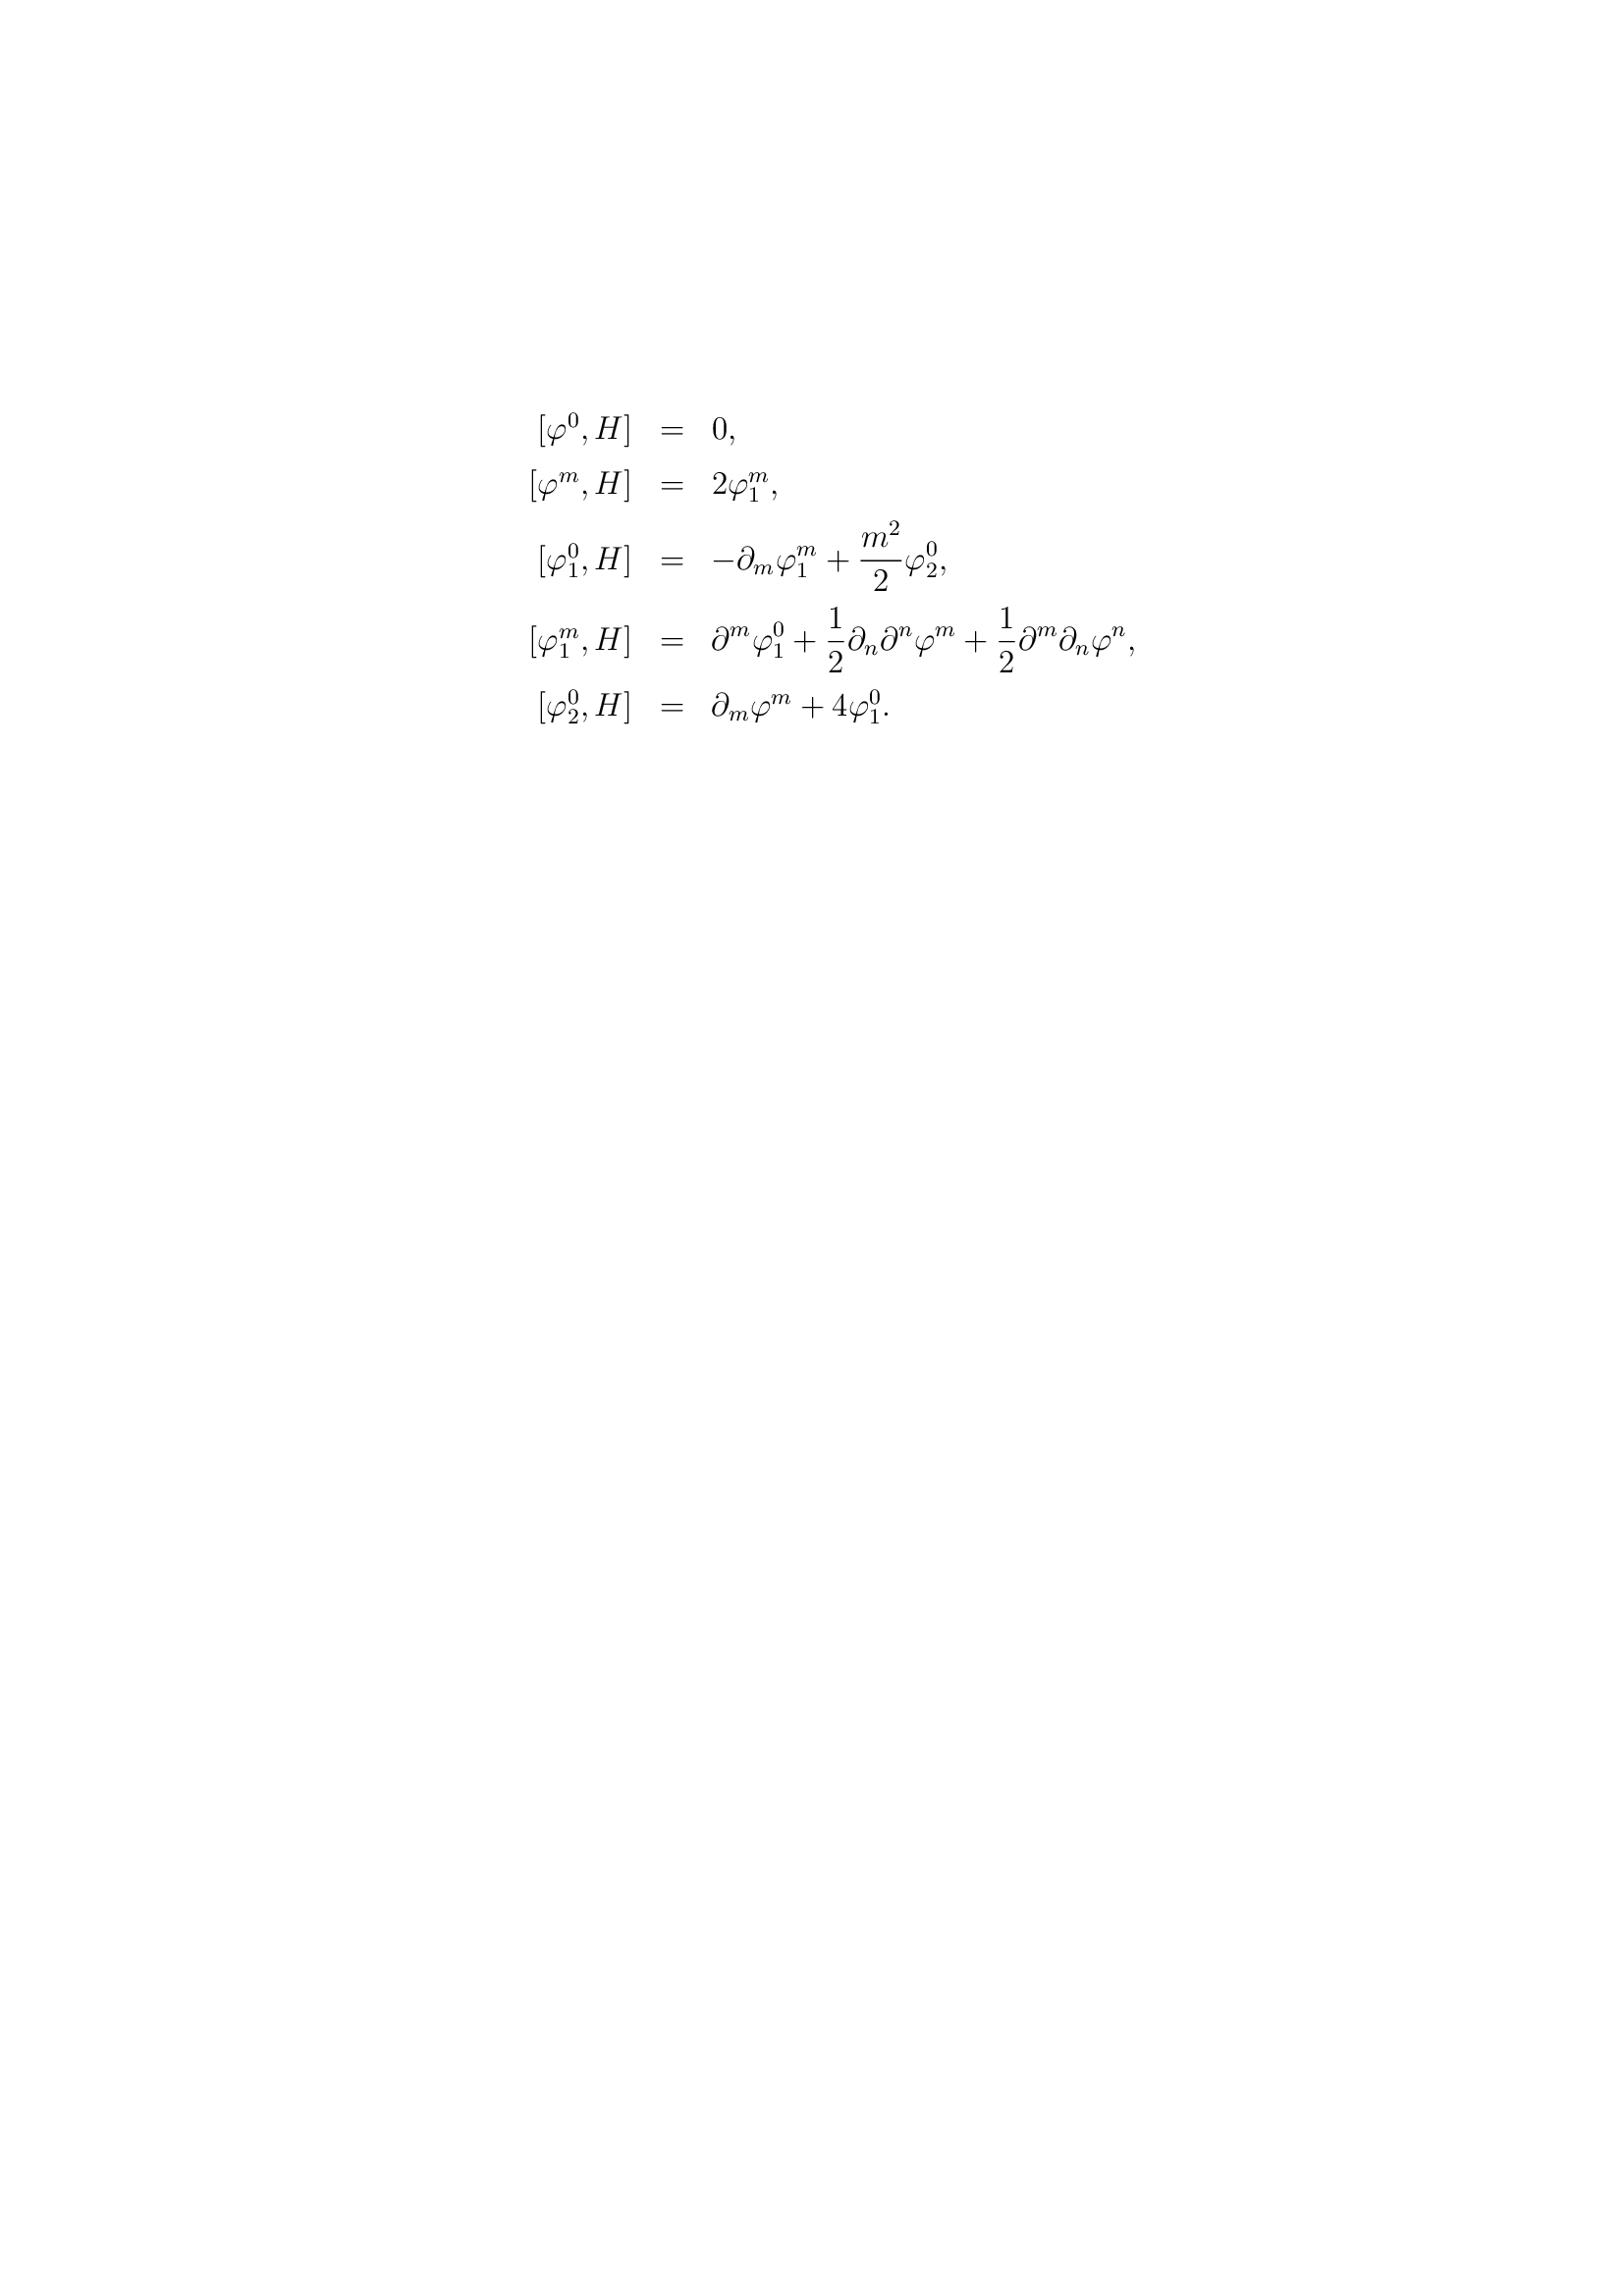 $[\varphi^0, H] = 0,$
$[\varphi^m, H] = 2\varphi_1^m,$
$[\varphi_1^0, H] = -\partial_m \varphi_1^m + \frac{m^2}{2} \varphi_2^0,$
$[\varphi_1^m, H] = \partial^m \varphi_1^0 + \frac{1}{2} \partial_n \partial^n \varphi^m + \frac{1}{2} \partial^m \partial_n \varphi^n,$
$[\varphi_2^0, H] = \partial_m \varphi^m + 4\varphi_1^0.$